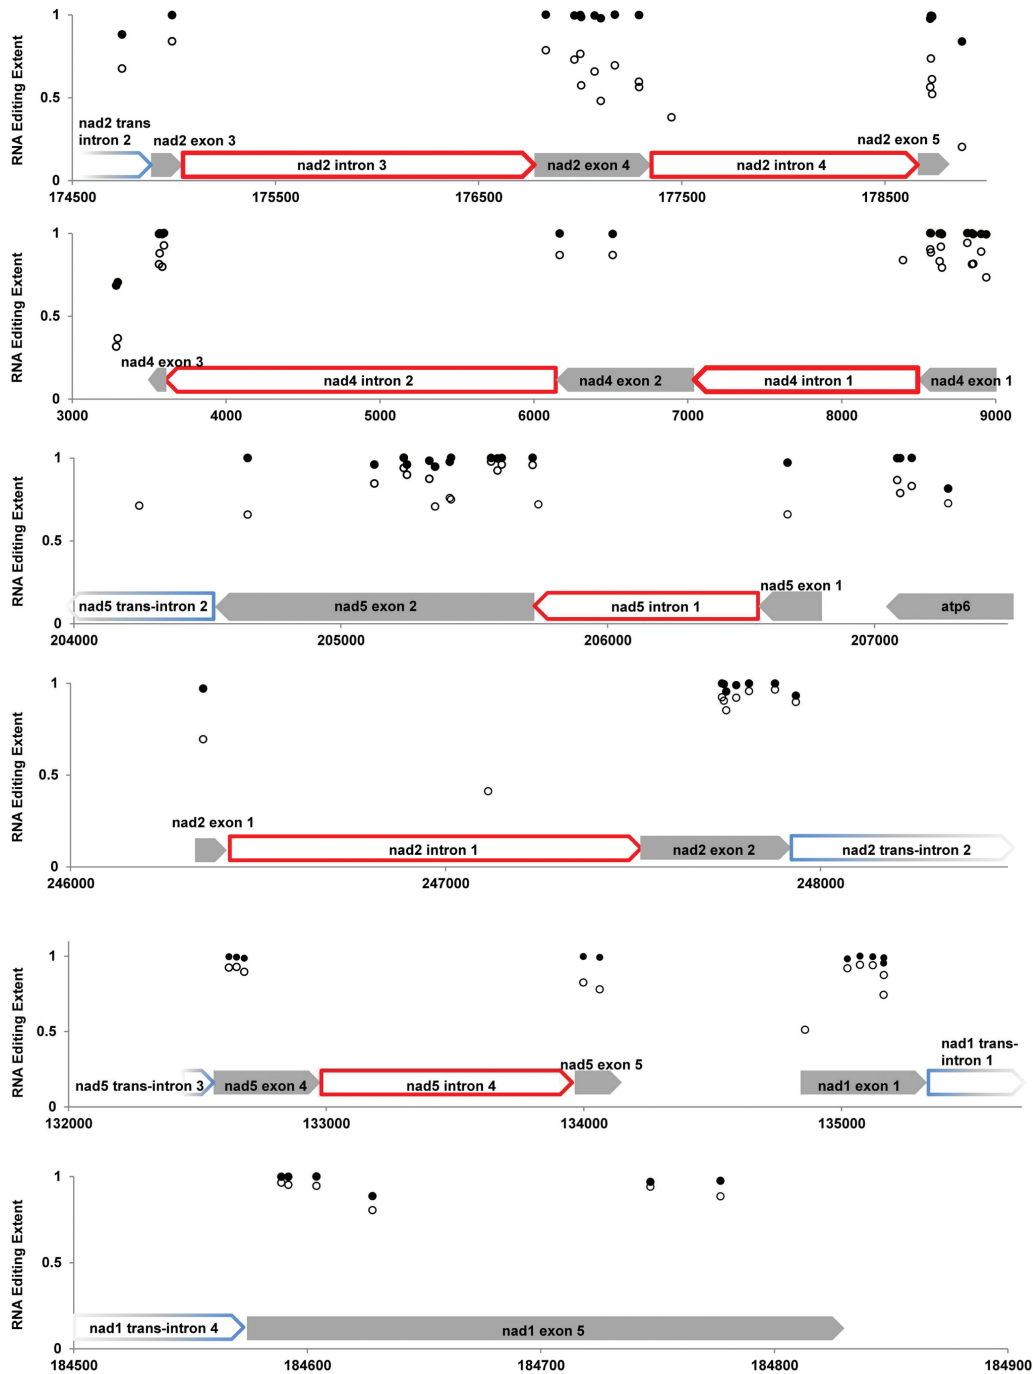 RNA Editing Extent
1
0.5
1
nad2 trans
intron 2
nad2 exon 3
nad2 intron 3
nad2 exon 4
nad2 intron 4
nad2 exon 5
174500
175500
176500
177500
178500
RNA Editing Extent
1
0.5
0
nad4 exon 3
nad4 intron 2
nad4 exon 2
nad4 intron 1
nad4 exon 1
3000
4000
5000
6000
7000
8000
9000
RNA Editing Extent
1
0.5
0
nad5 trans-intron 2
nad5 exon 2
nad5 intron 1
nad5 exon 1
atp6
204000
205000
206000
207000
RNA Editing Extent
1
0.5
0
nad2 exon 1
nad2 intron 1
nad2 exon 2
nad2 trans-intron 2
246000
247000
248000
RNA Editing Extent
1
0.5
0
nad5 trans-intron 3
nad5 exon 4
nad5 intron 4
nad5 exon 5
nad1 exon 1
nad1 trans-
intron 1
132000
133000
134000
135000
RNA Editing Extent
1
0.5
0
nad1 trans-intron 4
nad1 exon 5
184500
184600
184700
184800
184900